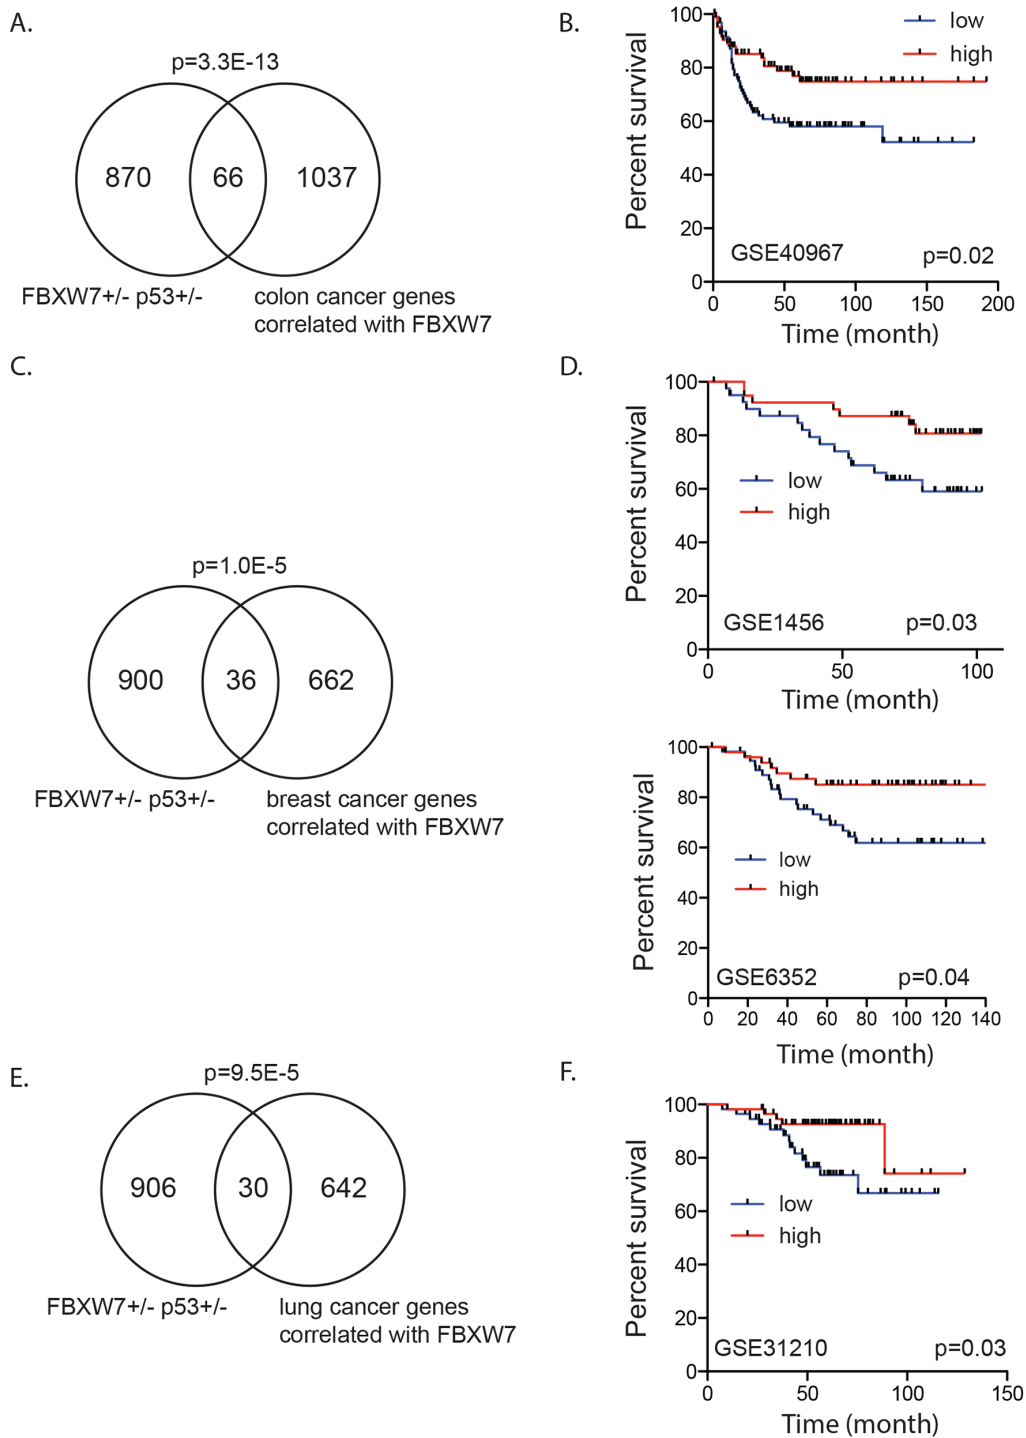 A.
p=3.3E-13
870
66
1037
FBXW7+/- p53+/-
colon cancer genes
correlated with FBXW7
B.
Percent survival
100
80
60
40
20
0
low
high
GSE40967
p=0.02
0
50
100
150
200
Time (month)
C.
p=1.0E-5
900
36
662
FBXW7+/- p53+/-
breast cancer genes
correlated with FBXW7
D.
Percent survival
100
80
60
40
20
0
low
high
GSE1456
p=0.03
0
50
100
Time (month)
Percent survival
100
80
60
40
20
0
low
high
GSE6352
p=0.04
0
20
40
60
80
100
120
140
Time (month)
E.
p=9.5E-5
906
30
642
FBXW7+/- p53+/-
lung cancer genes
correlated with FBXW7
F.
Percent survival
100
80
60
40
20
0
low
high
GSE31210
p=0.03
0
50
100
150
Time (month)